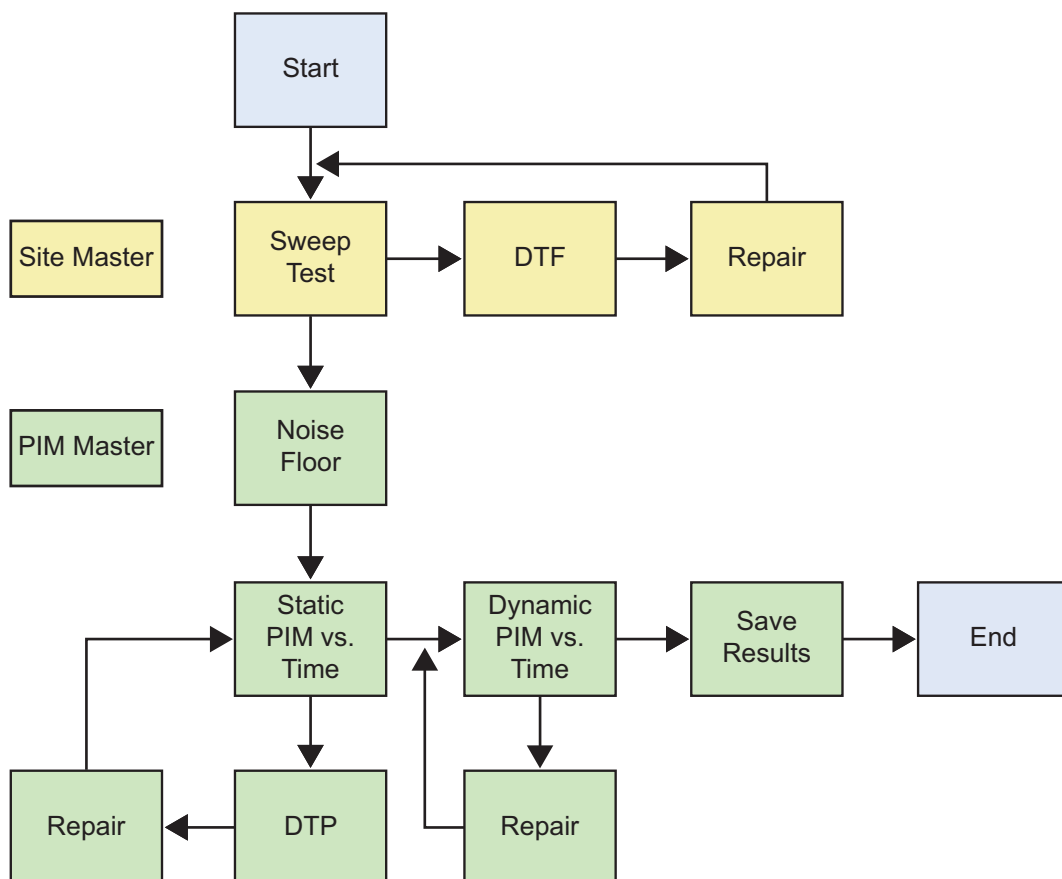 Start
Site Master
Sweep
Test
DTF
Repair
PIM Master
Noise
Floor
Static
PIM vs.
Time
Dynamic
PIM vs.
Time
Save
Results
End
Repair
DTP
Repair